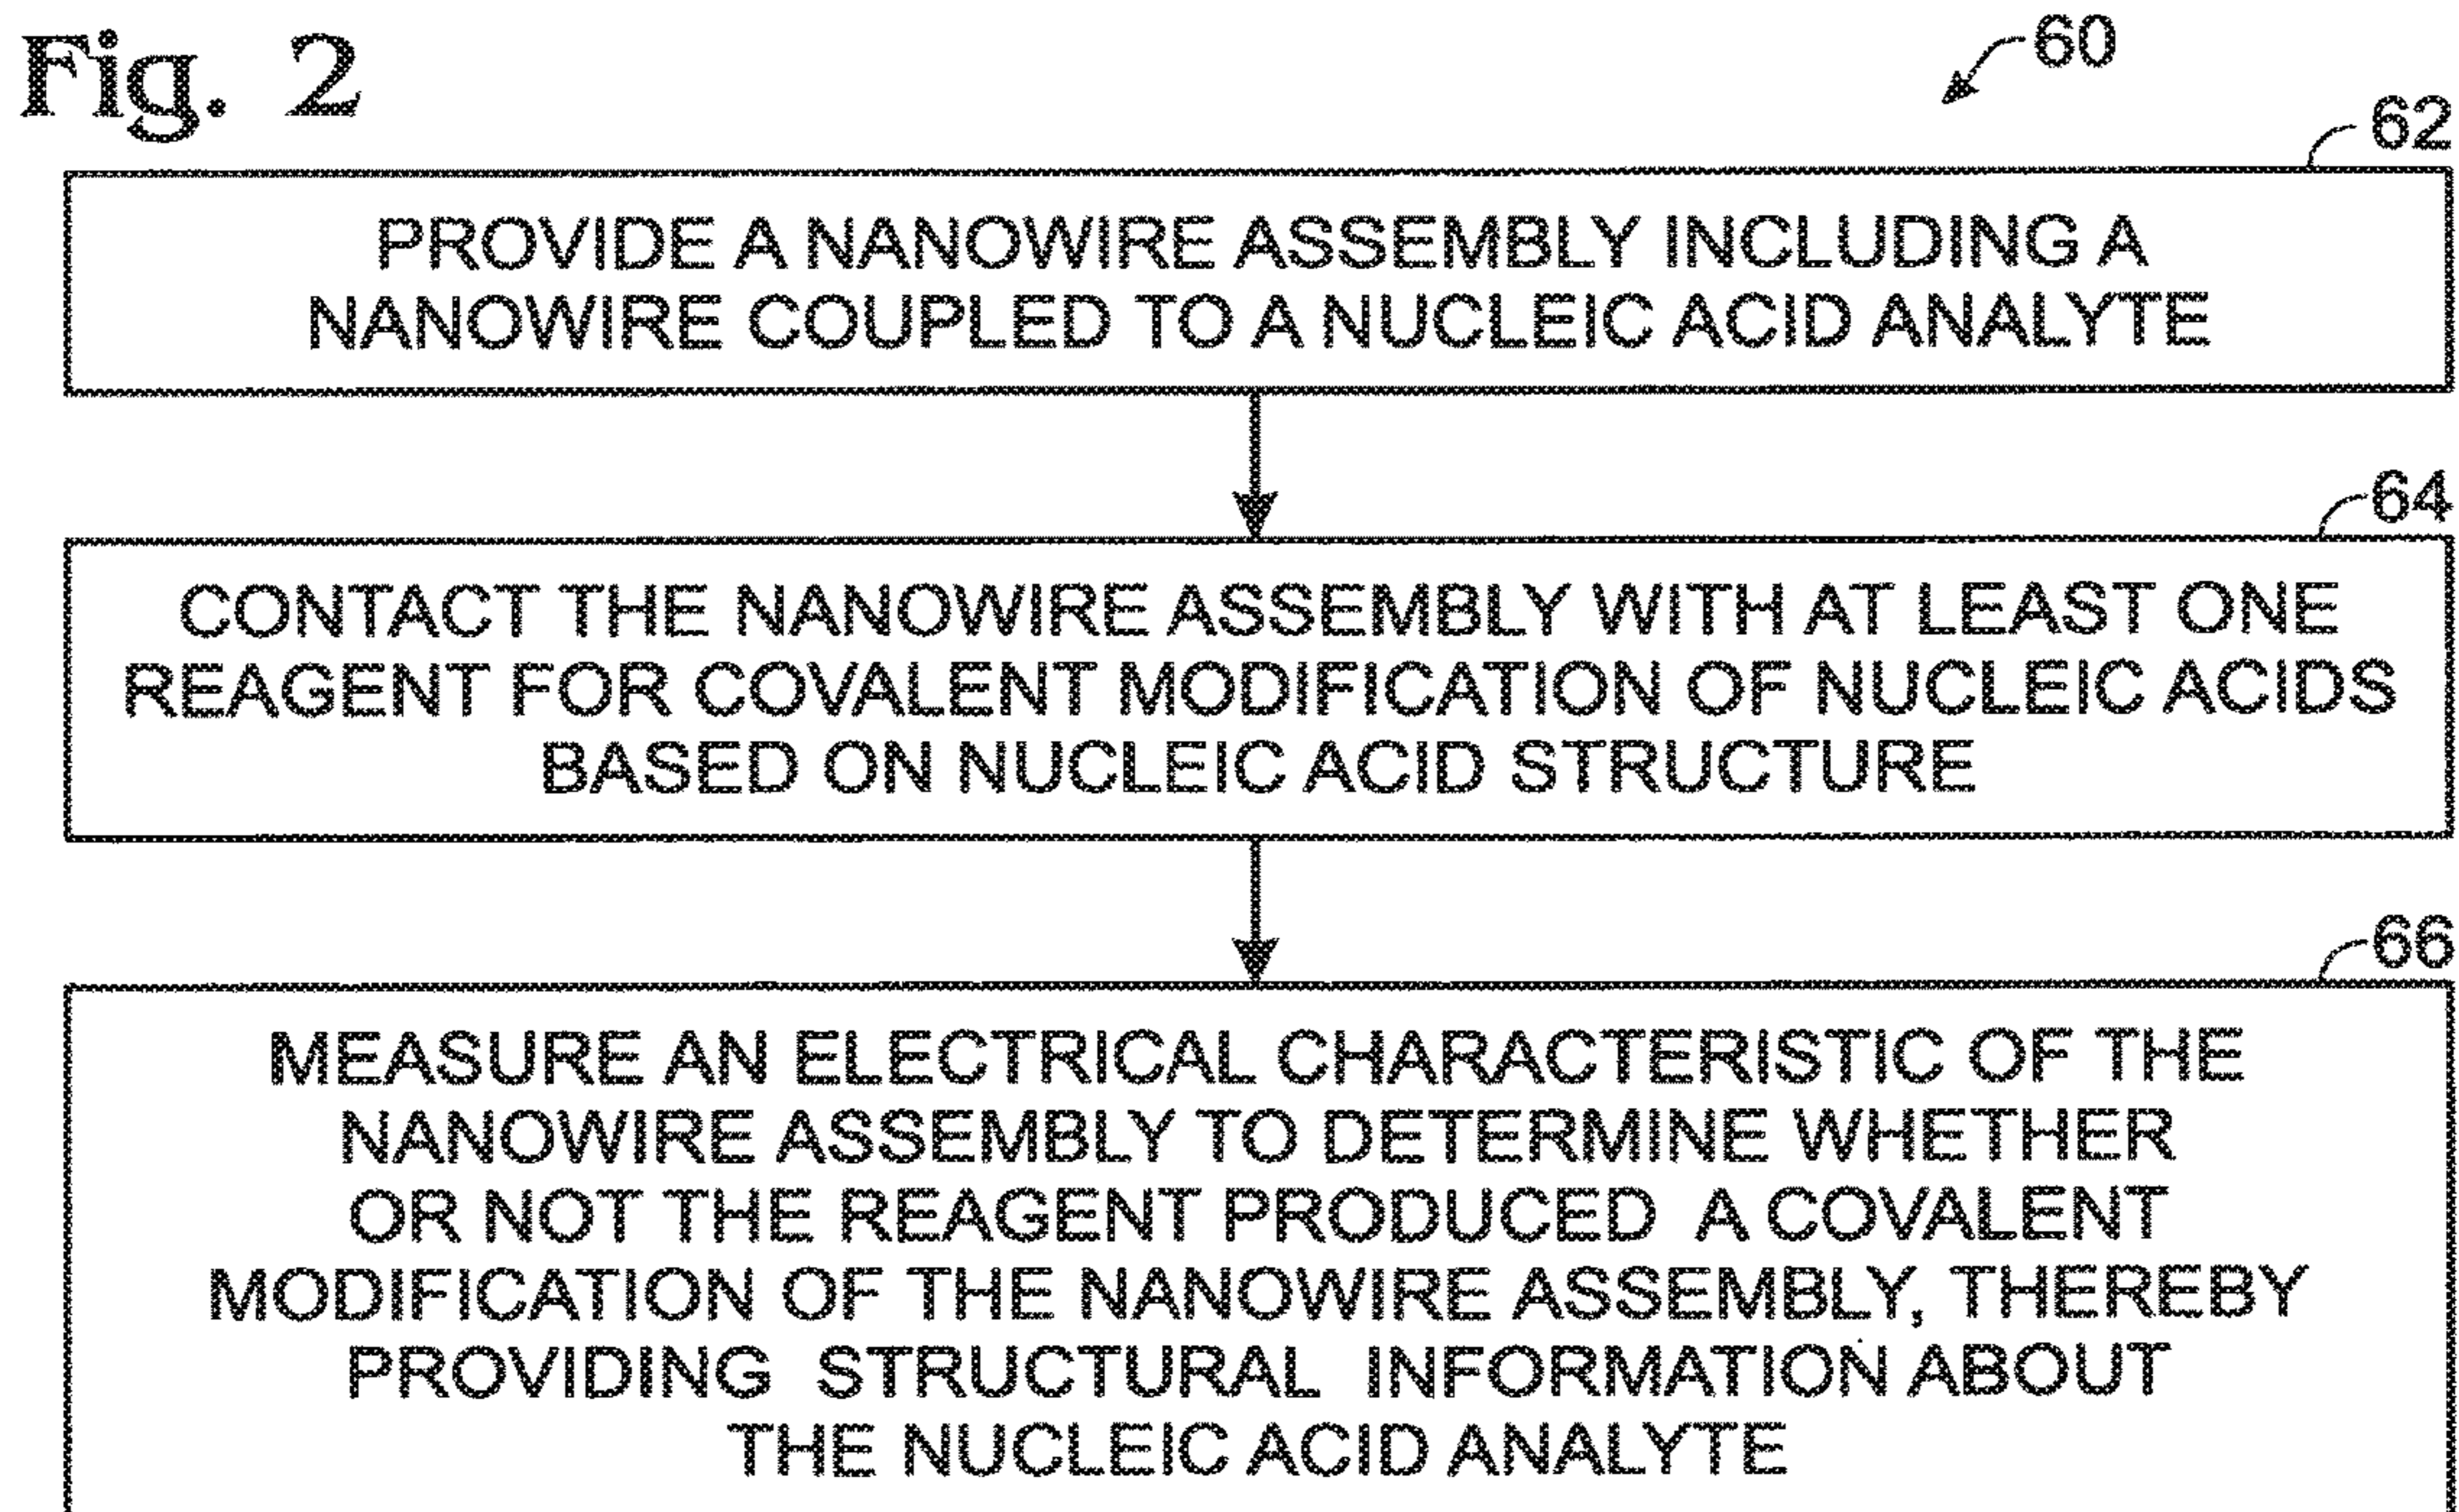 Fig. 2
60
62
PROVIDE A NANOWIRE ASSEMBLY INCLUDING A
NANOWIRE COUPLED TO A NUCLEIC ACID ANALYTE
64
CONTACT THE NANOWIRE ASSEMBLY WITH AT LEAST ONE
REAGENT FOR COVALENT MODIFICATION OF NUCLEIC ACIDS
BASED ON NUCLEIC ACID STRUCTURE
66
MEASURE AN ELECTRICAL CHARACTERISTIC OF THE
NANOWIRE ASSEMBLY TO DETERMINE WHETHER
OR NOT THE REAGENT PRODUCED A COVALENT
MODIFICATION OF THE NANOWIRE ASSEMBLY, THEREBY
PROVIDING STRUCTURAL INFORMATION ABOUT
THE NUCLEIC ACID ANALYTE